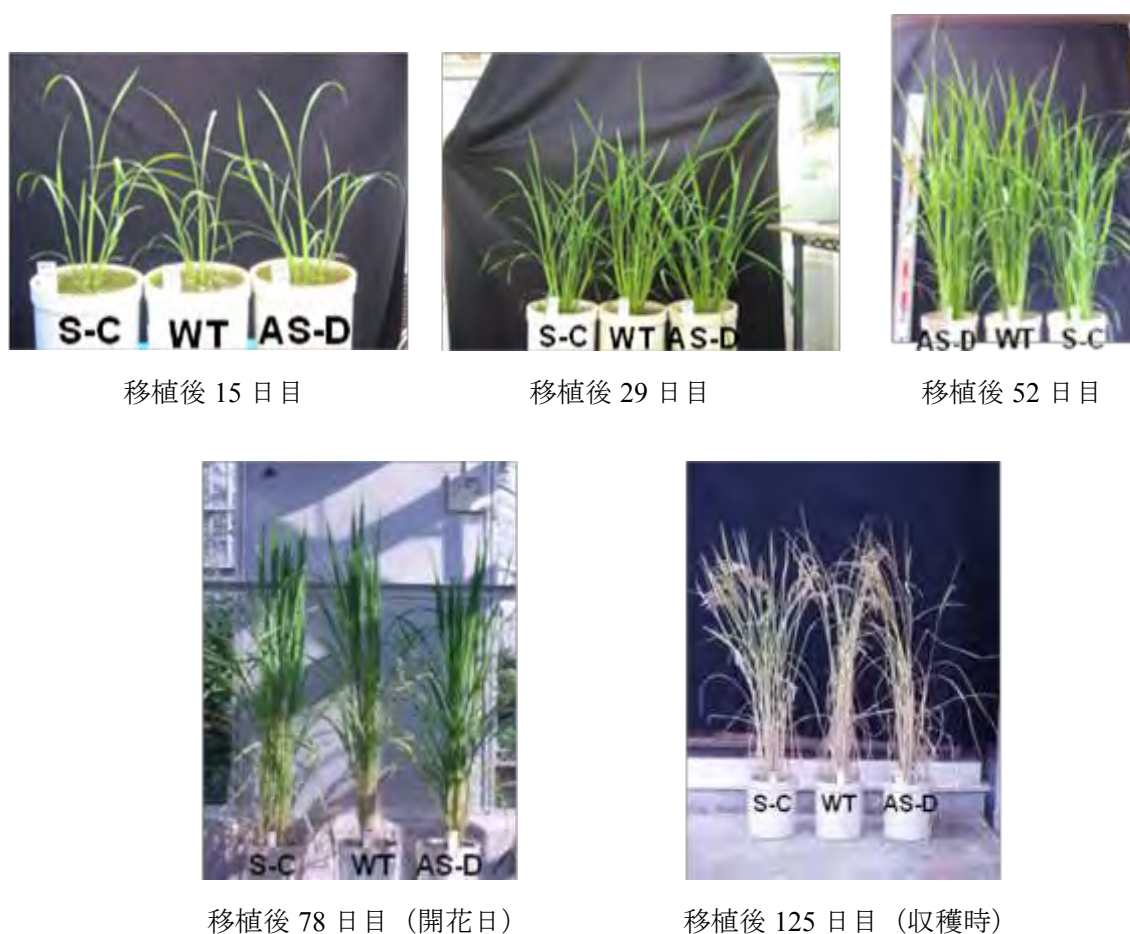 S-C WT AS-D
S-C WT AS-D
AS-D WT S-C
移植後 15 日目
移植後 29 日目
移植後 52 日目
S-C WT AS-D
S-C WT AS-D
移植後 78 日目（開花日）
移植後 125 日目（収穫時）